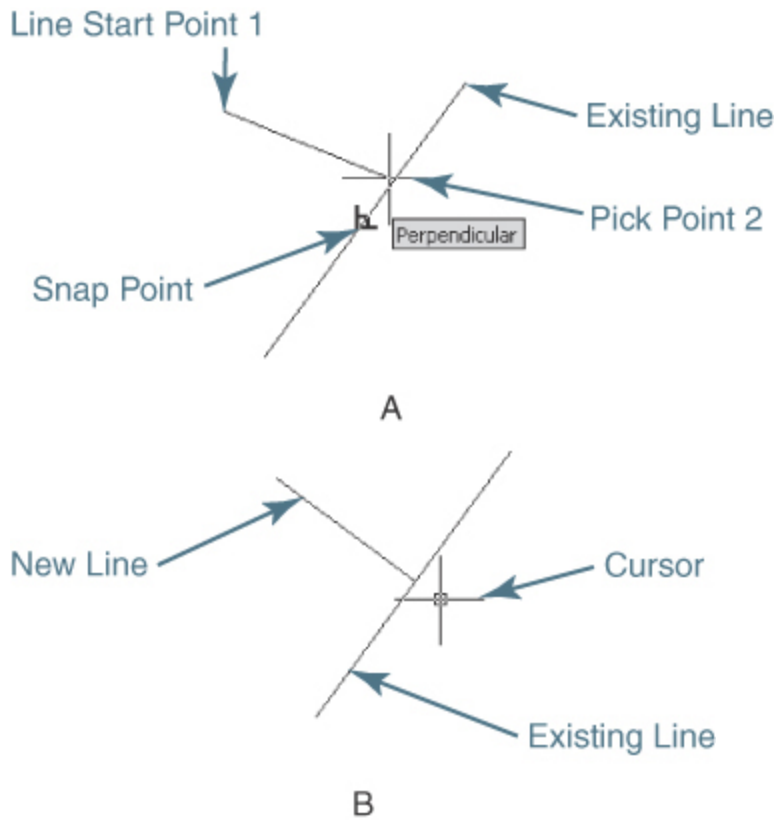 Line Start Point 1
Existing Line
Pick Point 2
Perpendicular
Snap Point
A
New Line
Cursor
Existing Line
B